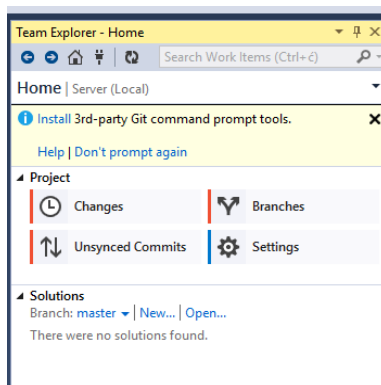 Team Explorer - Home
Search Work Items (Ctrl+ć)
Home | Server (Local)
Install 3rd-party Git command prompt tools.
Help | Don't prompt again
Project
Changes
Branches
Unsynced Commits
Settings
Solutions
Branch: master | New... | Open...
There were no solutions found.